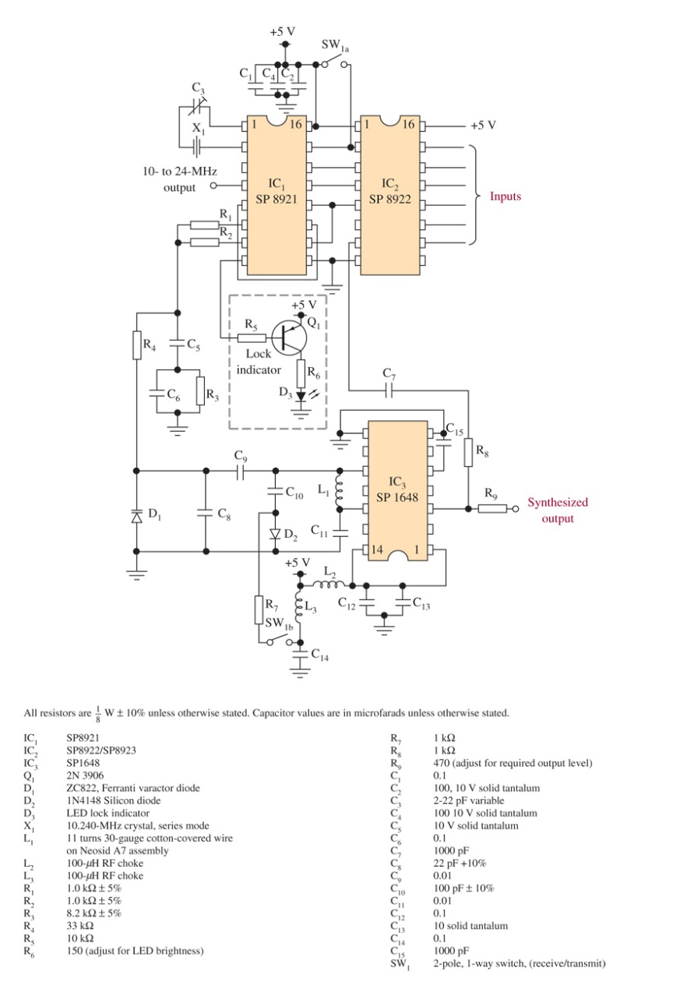 +5 V
SW1a
C1 C4 C2
C3
X1
1 16
1 16
+5 V
10- to 24-MHz
output
IC1
SP 8921
IC2
SP 8922
Inputs
R1
R2
+5 V
Q1
R5
Lock
indicator
R6
D3
R4
C5
C6
R3
C7
C15
R8
C9
IC3
SP 1648
L1
C10
R9
Synthesized
output
D1
C8
D2
C11
14 1
+5 V
L2
R7
L3
C12
C13
SW1b
C14
All resistors are 1/8 W ± 10% unless otherwise stated. Capacitor values are in microfarads unless otherwise stated.
IC1 SP8921
IC2 SP8922/SP8923
IC3 SP1648
Q1 2N 3906
D1 ZC822, Ferranti varactor diode
D2 1N4148 Silicon diode
D3 LED lock indicator
X1 10.240-MHz crystal, series mode
L1 11 turns 30-gauge cotton-covered wire
on Neosid A7 assembly
L2 100-μH RF choke
L3 100-μH RF choke
R1 1.0 kΩ ± 5%
R2 1.0 kΩ ± 5%
R3 8.2 kΩ ± 5%
R4 33 kΩ
R5 10 kΩ
R6 150 (adjust for LED brightness)
R7 1 kΩ
R8 1 kΩ
R9 470 (adjust for required output level)
C1 0.1
C2 100, 10 V solid tantalum
C3 2-22 pF variable
C4 100 10 V solid tantalum
C5 10 V solid tantalum
C6 0.1
C7 1000 pF
C8 22 pF +10%
C9 0.01
C10 100 pF ± 10%
C11 0.01
C12 0.1
C13 10 solid tantalum
C14 0.1
C15 1000 pF
SW1 2-pole, 1-way switch, (receive/transmit)